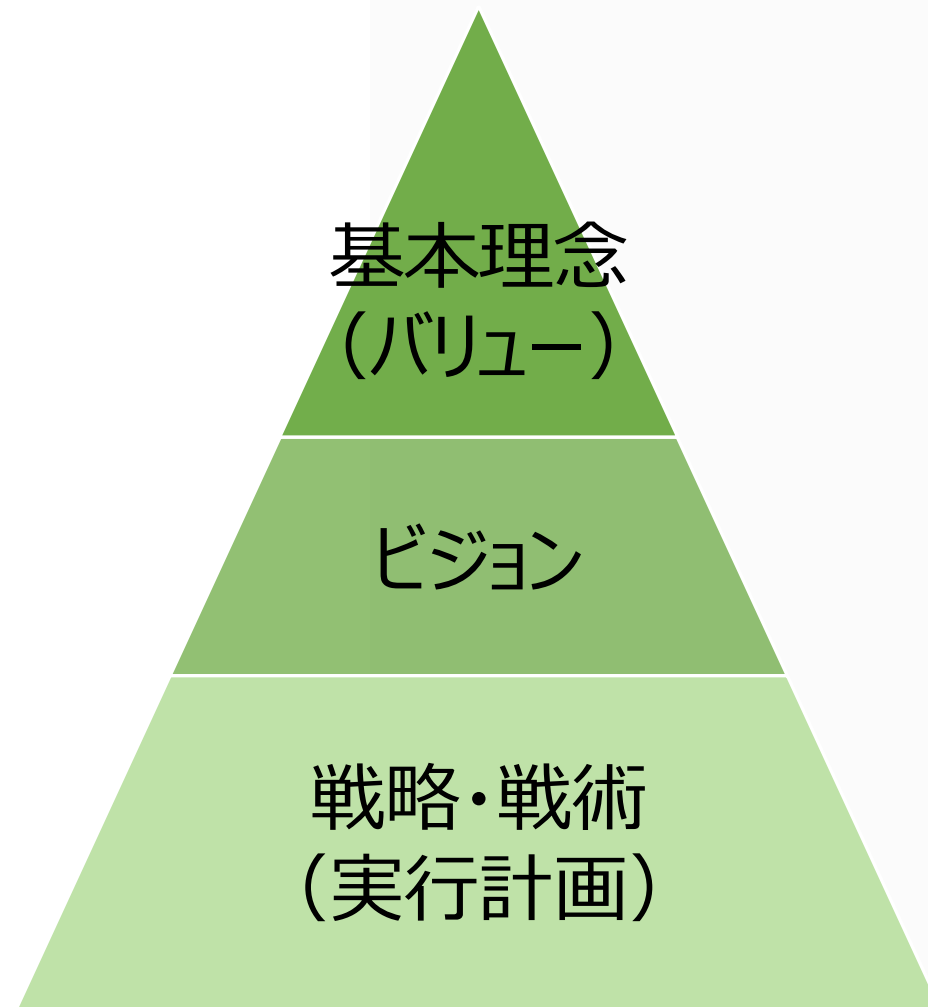 基本理念
（バリュー）
ビジョン
戦略・戦術
（実行計画）